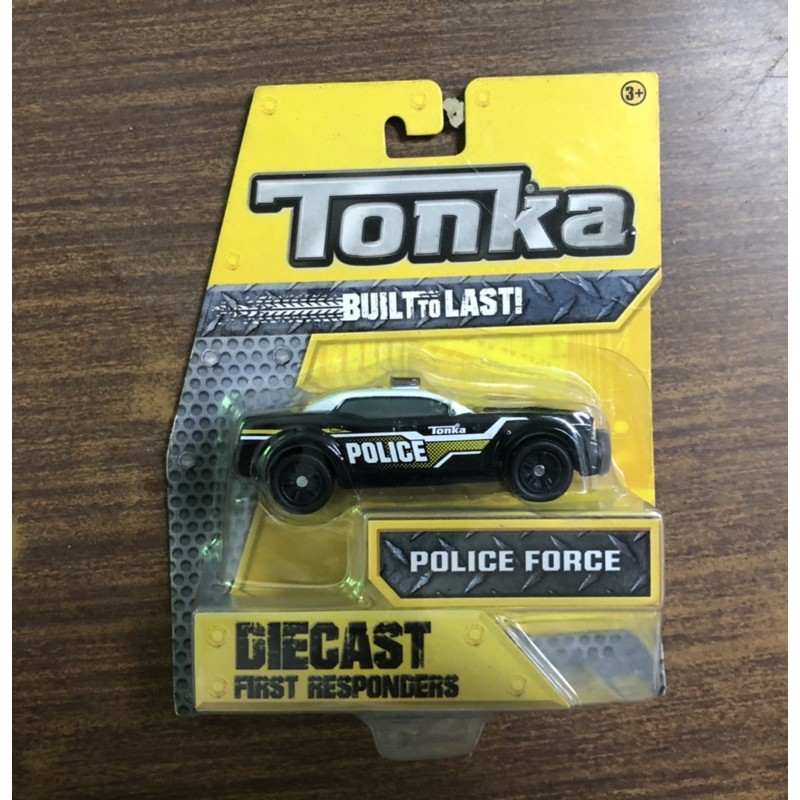 3+
Tonka
BUILT TO LAST!
Tonka
POLICE
POLICE FORCE
DIECAST
FIRST RESPONDERS